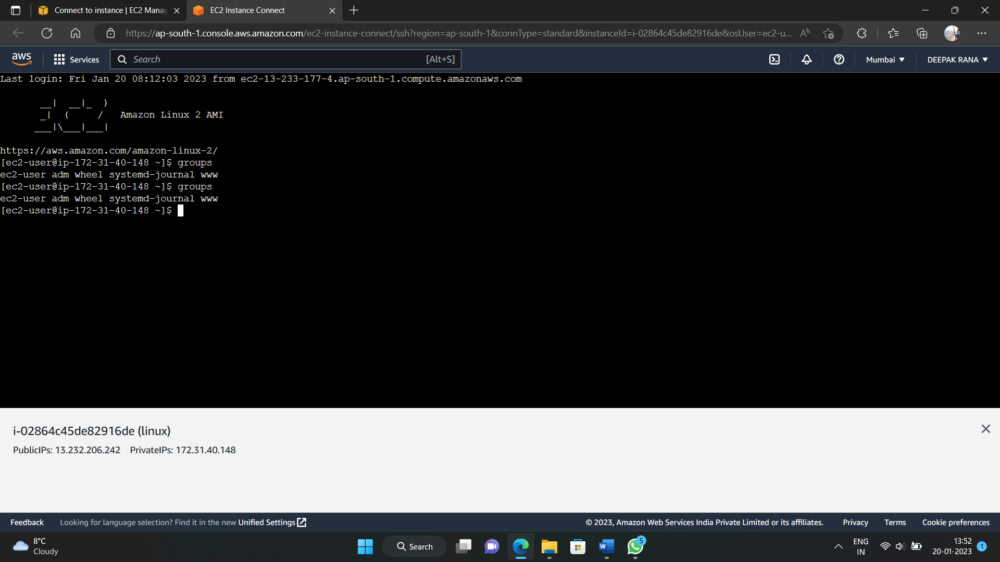 Connect to instance | EC2 Manag
EC2 Instance Connect
https://ap-south-1.console.aws.amazon.com/ec2-instance-connect/ssh?region=ap-south-1&connType=standard&instanceId=i-02864c45de82916de&osUser=ec2-u...
aws
Services
Search
[Alt+S]
Mumbai
DEEPAK RANA
Last login: Fri Jan 20 08:12:03 2023 from ec2-13-233-177-4.ap-south-1.compute.amazonaws.com
       __|  __|_  )
       _|  (     /   Amazon Linux 2 AMI
      ___|\___|___|
https://aws.amazon.com/amazon-linux-2/
[ec2-user@ip-172-31-40-148 ~]$ groups
ec2-user adm wheel systemd-journal www
[ec2-user@ip-172-31-40-148 ~]$ groups
ec2-user adm wheel systemd-journal www
[ec2-user@ip-172-31-40-148 ~]$
i-02864c45de82916de (linux)
PublicIPs: 13.232.206.242 PrivateIPs: 172.31.40.148
Feedback
Looking for language selection? Find it in the new Unified Settings
© 2023, Amazon Web Services India Private Limited or its affiliates.
Privacy
Terms
Cookie preferences
8°C
Cloudy
Search
5
ENG
IN
13:52
20-01-2023
1